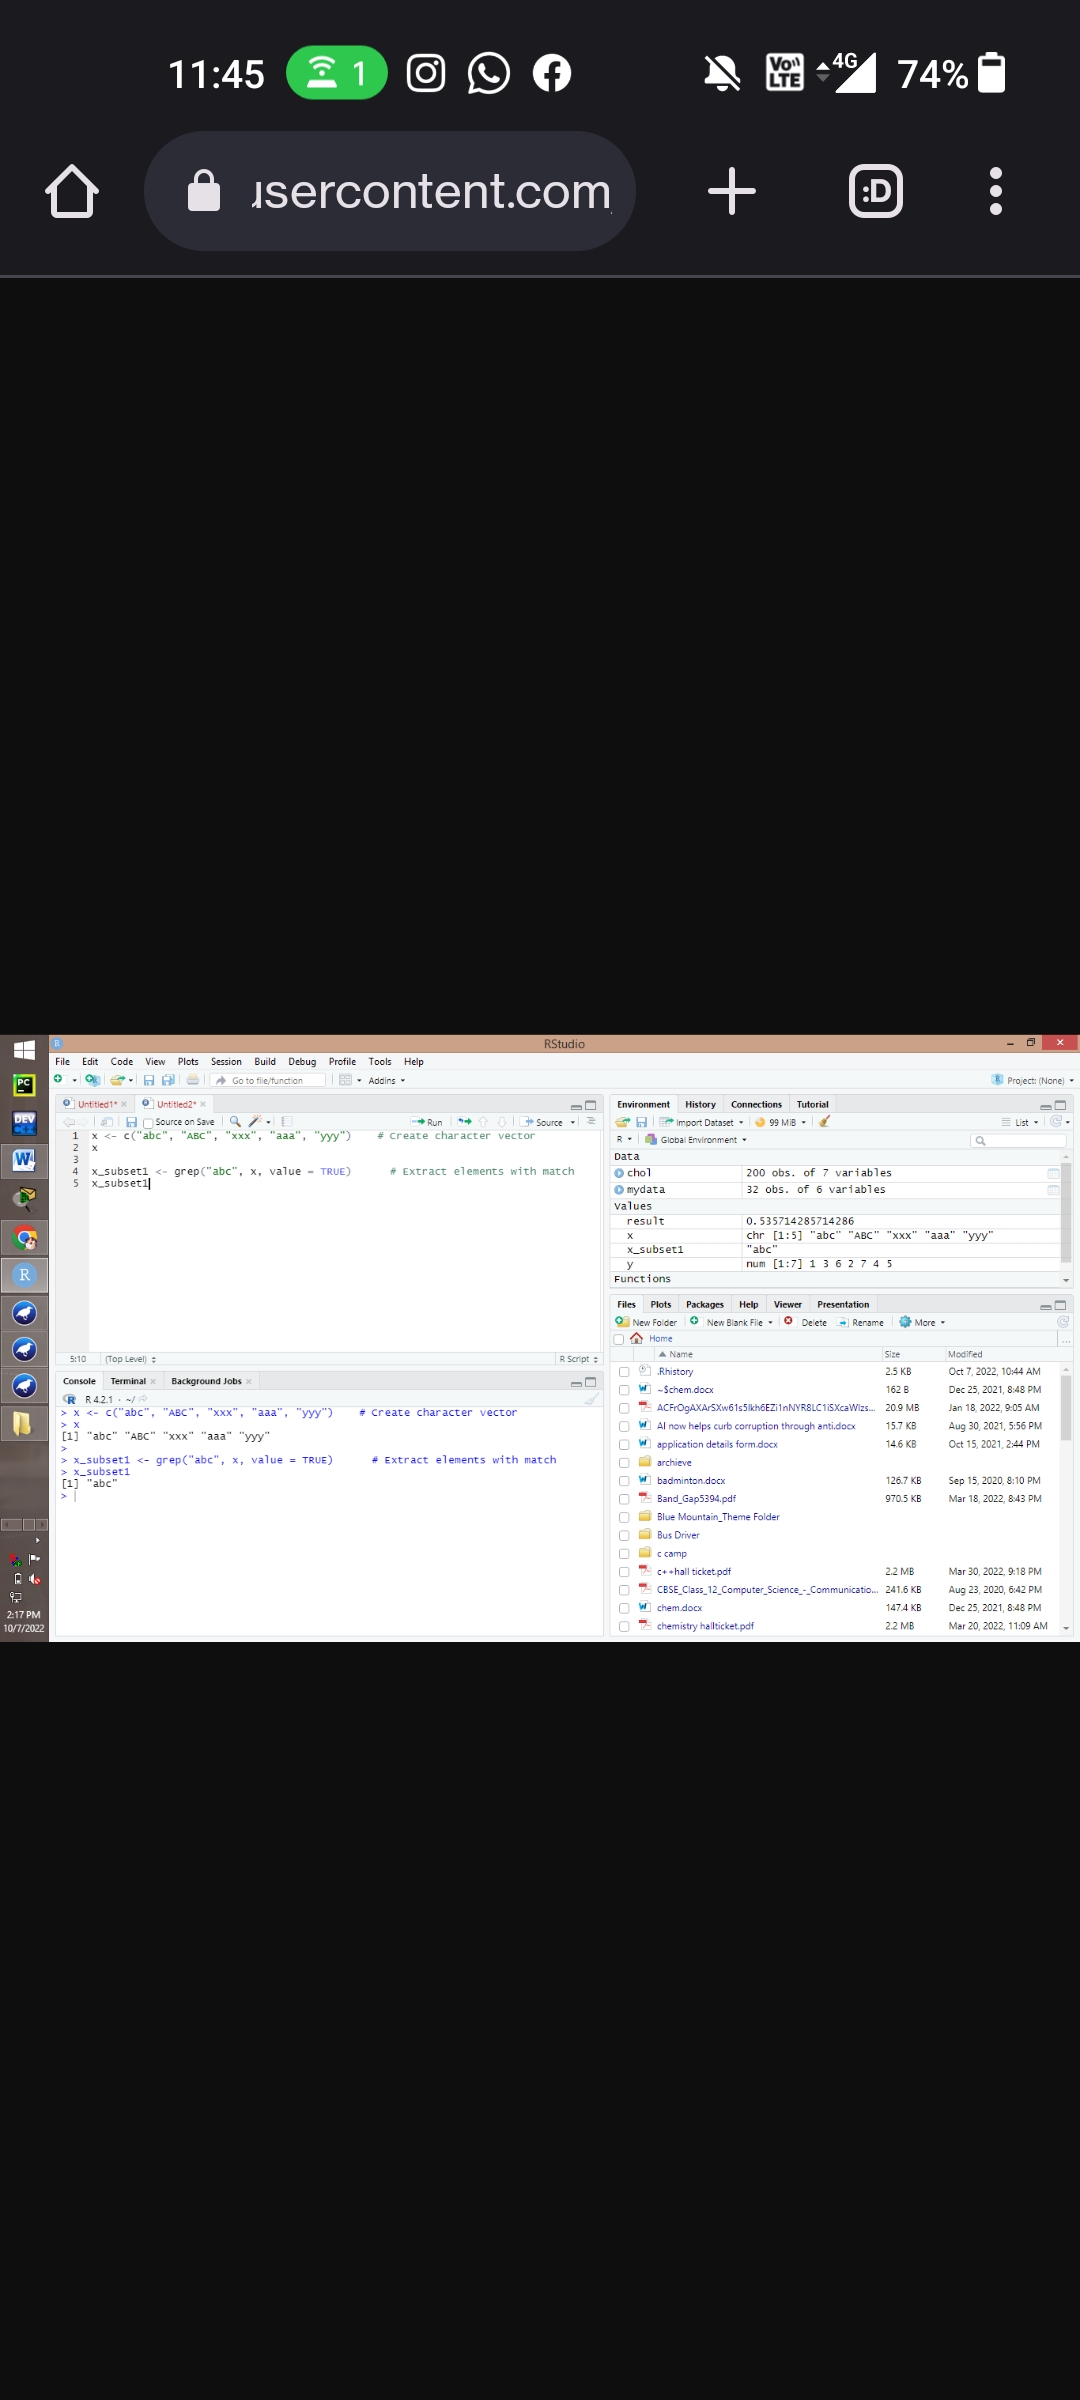 11:45
1
Vo))
LTE
4G
74%
usercontent.com
:D
RStudio
File Edit Code View Plots Session Build Debug Profile Tools Help
Go to file/function
Addins
Project: (None)
Untitled1* × Untitled2* ×
Source on Save
Run
Source
1 x <- c("abc", "ABC", "xxx", "aaa", "yyy") # Create character vector
2 x
3
4 x_subset1 <- grep("abc", x, value = TRUE) # Extract elements with match
5 x_subset1
5:10 (Top Level) R Script
Console Terminal × Background Jobs ×
R 4.2.1 · ~/
> x <- c("abc", "ABC", "xxx", "aaa", "yyy") # Create character vector
> x
[1] "abc" "ABC" "xxx" "aaa" "yyy"
>
> x_subset1 <- grep("abc", x, value = TRUE) # Extract elements with match
> x_subset1
[1] "abc"
>
Environment History Connections Tutorial
Import Dataset 99 MiB List
R Global Environment
Data
chol 200 obs. of 7 variables
mydata 32 obs. of 6 variables
Values
result 0.535714285714286
x chr [1:5] "abc" "ABC" "xxx" "aaa" "yyy"
x_subset1 "abc"
y num [1:7] 1 3 6 2 7 4 5
Functions
Files Plots Packages Help Viewer Presentation
New Folder New Blank File Delete Rename More
Home
Name Size Modified
.Rhistory 2.5 KB Oct 7, 2022, 10:44 AM
~$chem.docx 162 B Dec 25, 2021, 8:48 PM
20.9 MB Jan 18, 2022, 9:05 AM
AI now helps curb corruption through anti.docx 15.7 KB Aug 30, 2021, 5:56 PM
application details form.docx 14.6 KB Oct 15, 2021, 2:44 PM
archieve
badminton.docx 126.7 KB Sep 15, 2020, 8:10 PM
Band_Gap5394.pdf 970.5 KB Mar 18, 2022, 8:43 PM
Blue Mountain_Theme Folder
Bus Driver
c camp
c++hall ticket.pdf 2.2 MB Mar 30, 2022, 9:18 PM
CBSE_Class_12_Computer_Science_-_Communicatio... 241.6 KB Aug 23, 2020, 6:42 PM
chem.docx 147.4 KB Dec 25, 2021, 8:48 PM
chemistry hallticket.pdf 2.2 MB Mar 20, 2022, 11:09 AM
PC
DEV
W
R
2:17 PM
10/7/2022